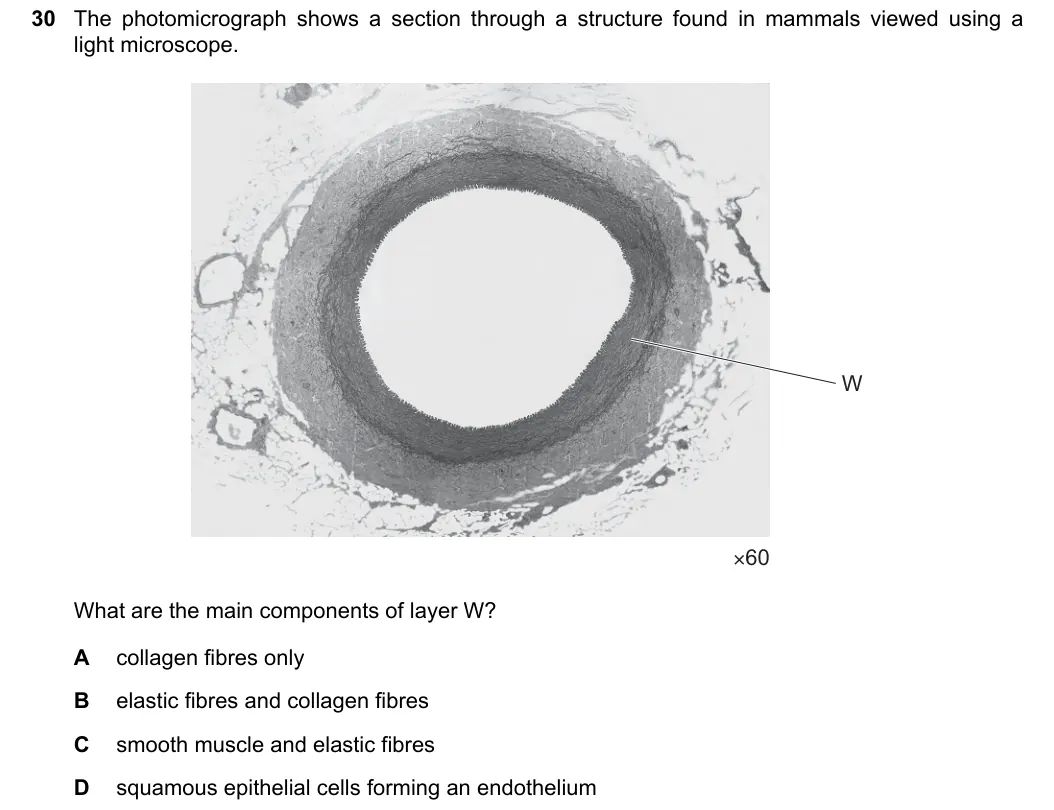 30 The photomicrograph shows a section through a structure found in mammals viewed using a
light microscope.
W
×60
What are the main components of layer W?
A collagen fibres only
B elastic fibres and collagen fibres
C smooth muscle and elastic fibres
D squamous epithelial cells forming an endothelium